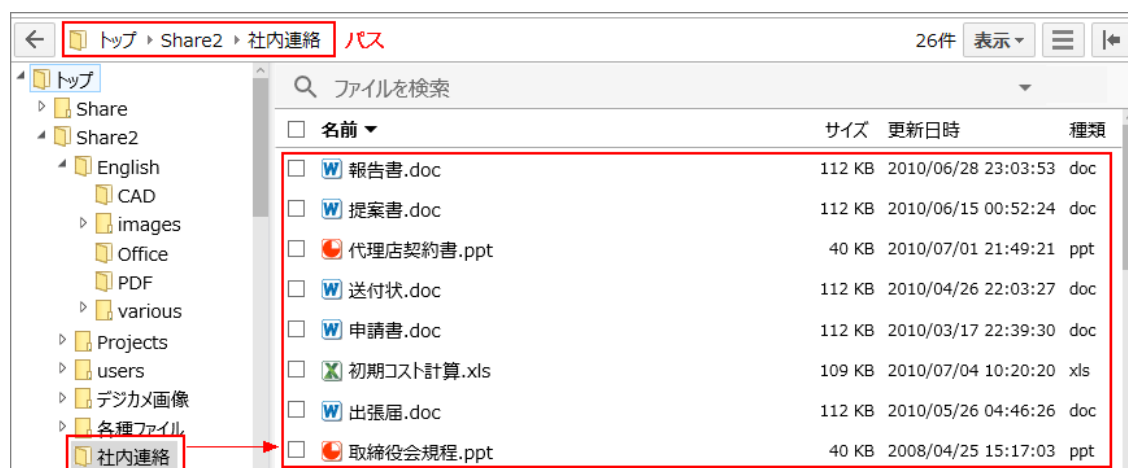 トップ Share2 社内連絡 パス 26件 表示
トップ
Share
Share2
English
CAD
images
Office
PDF
various
Projects
users
デジカメ画像
各種ファイル
社内連絡
ファイルを検索
名前 サイズ 更新日時 種類
報告書.doc 112 KB 2010/06/28 23:03:53 doc
提案書.doc 112 KB 2010/06/15 00:52:24 doc
代理店契約書.ppt 40 KB 2010/07/01 21:49:21 ppt
送付状.doc 112 KB 2010/04/26 22:03:27 doc
申請書.doc 112 KB 2010/03/17 22:39:30 doc
初期コスト計算.xls 109 KB 2010/07/04 10:20:20 xls
出張届.doc 112 KB 2010/05/26 04:46:26 doc
取締役会規程.ppt 40 KB 2008/04/25 15:17:03 ppt